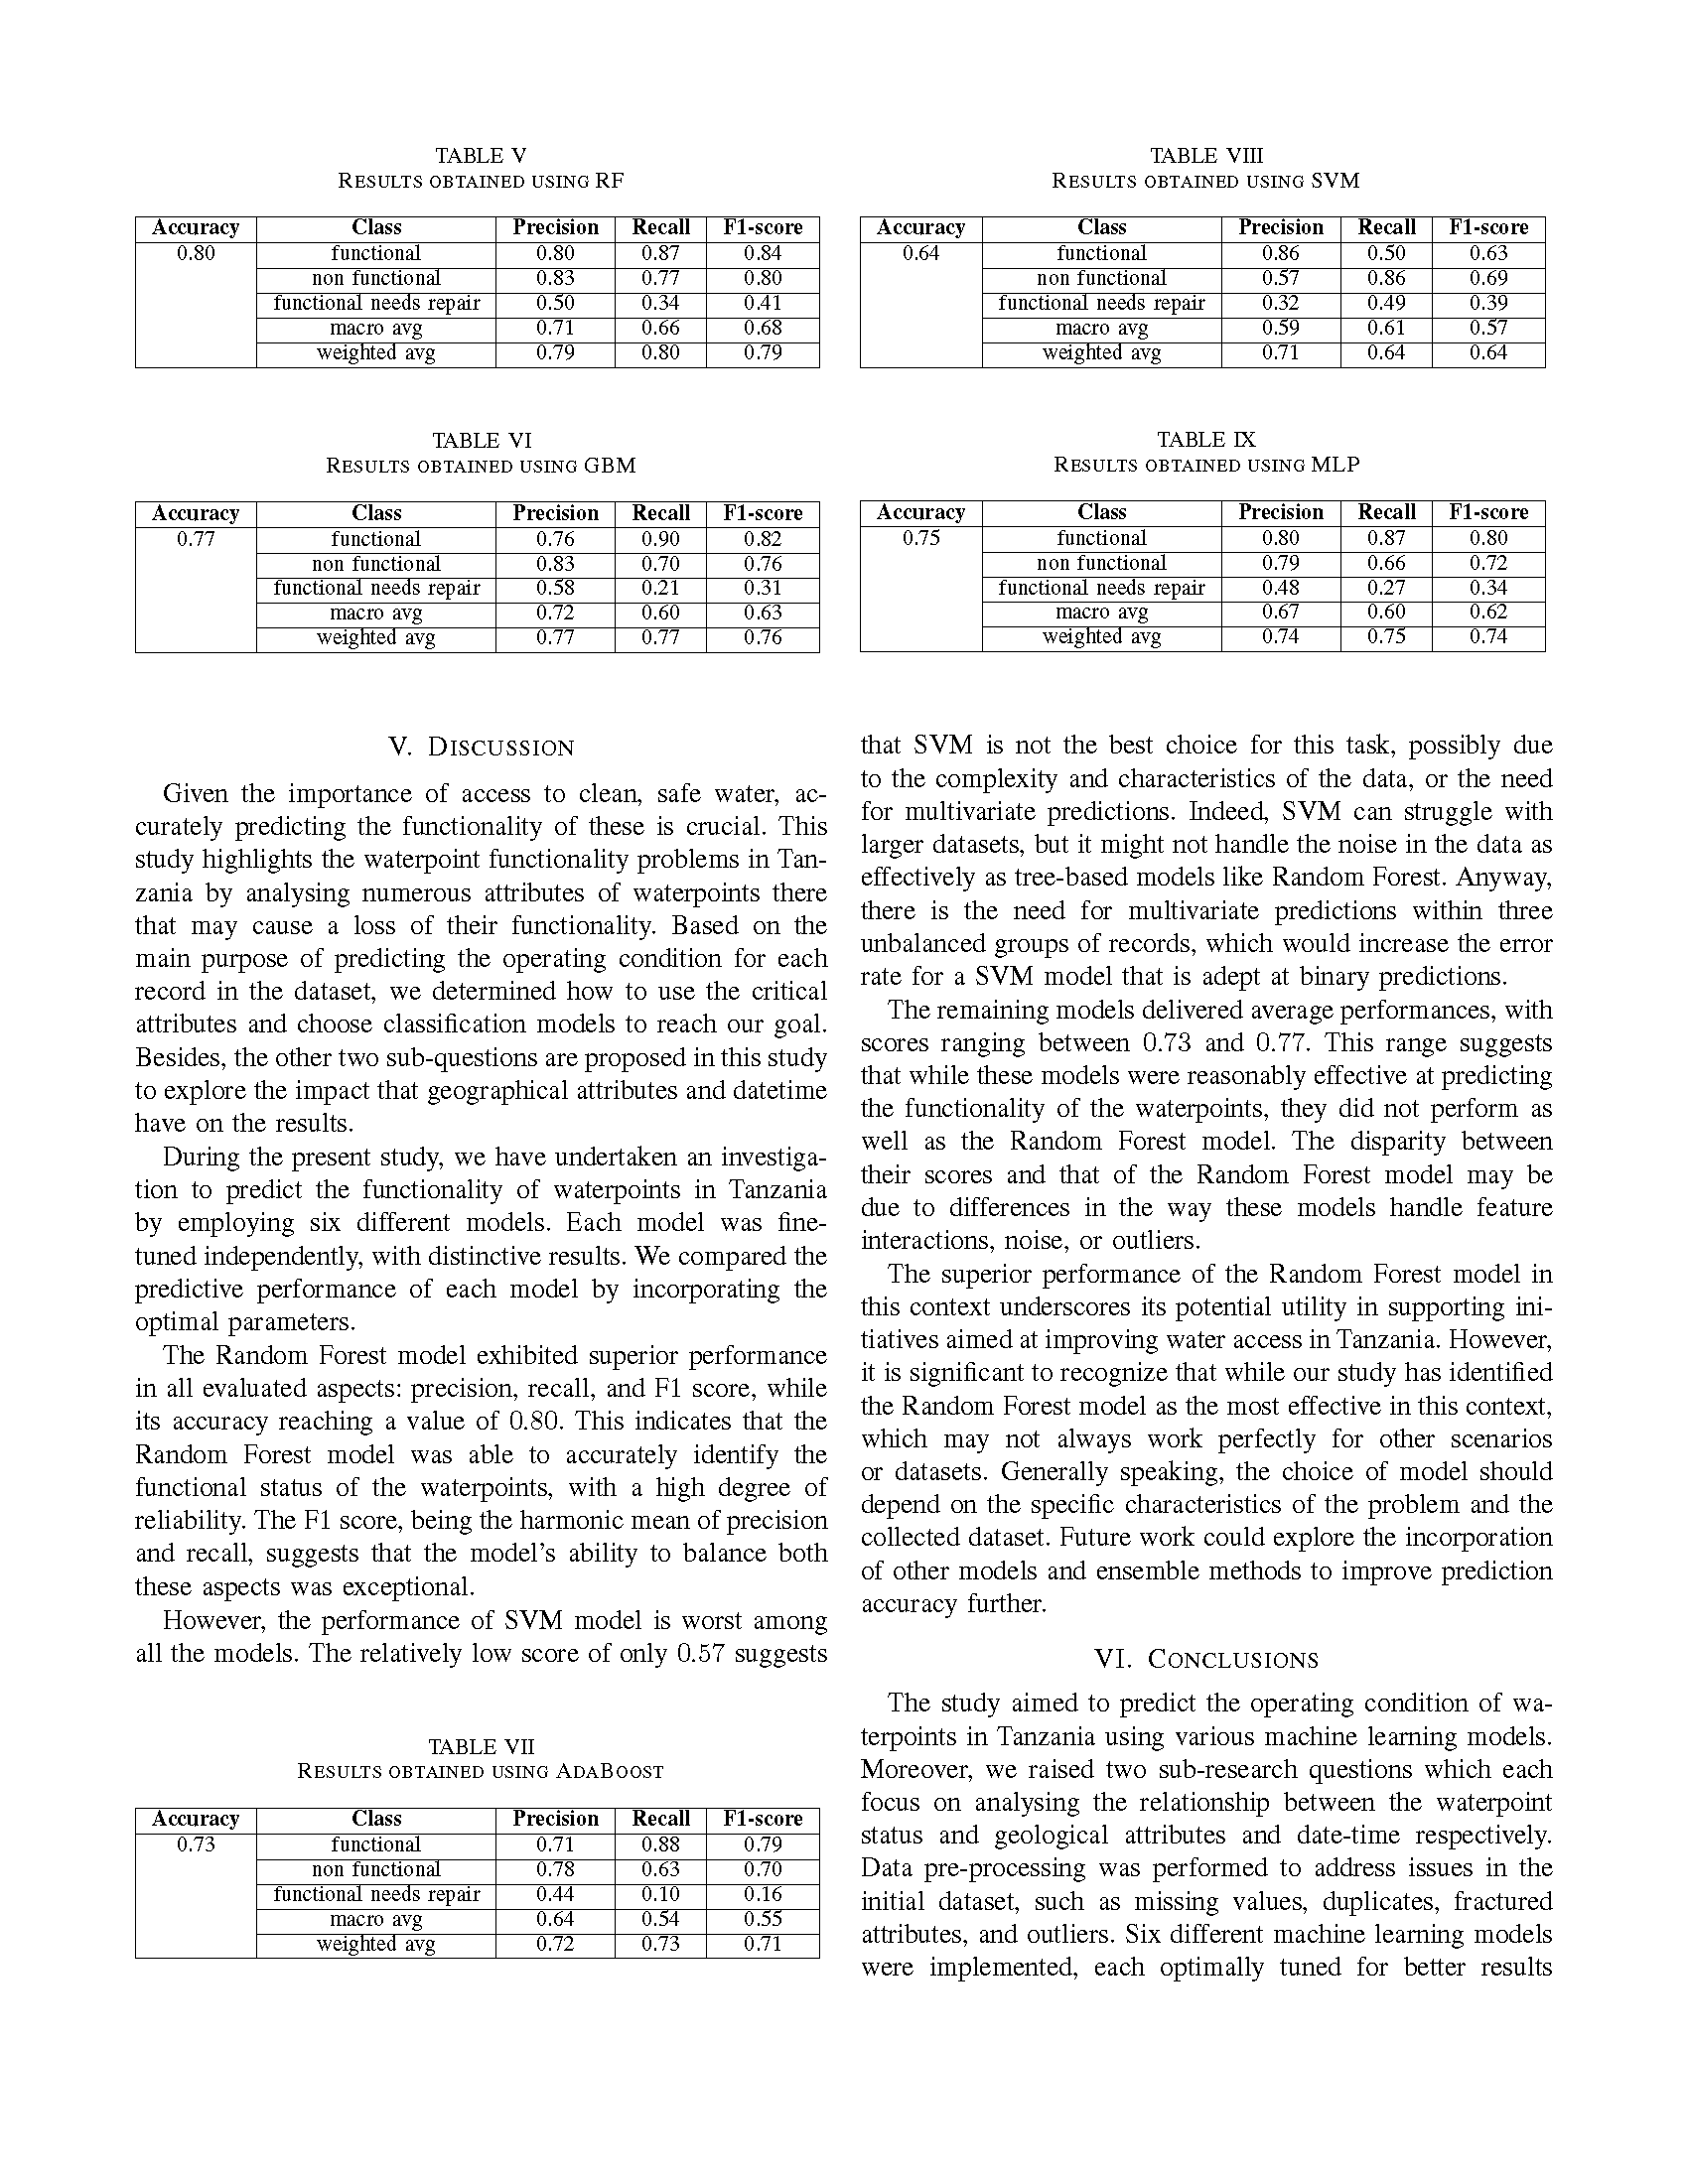 TABLE V
RESULTS OBTAINED USING RF
Accuracy Class Precision Recall F1-score
0.80 functional 0.80 0.87 0.84
non functional 0.83 0.77 0.80
functional needs repair 0.50 0.34 0.41
macro avg 0.71 0.66 0.68
weighted avg 0.79 0.80 0.79
TABLE VI
RESULTS OBTAINED USING GBM
Accuracy Class Precision Recall F1-score
0.77 functional 0.76 0.90 0.82
non functional 0.83 0.70 0.76
functional needs repair 0.58 0.21 0.31
macro avg 0.72 0.60 0.63
weighted avg 0.77 0.77 0.76
V. DISCUSSION
Given the importance of access to clean, safe water, ac-
curately predicting the functionality of these is crucial. This
study highlights the waterpoint functionality problems in Tan-
zania by analysing numerous attributes of waterpoints there
that may cause a loss of their functionality. Based on the
main purpose of predicting the operating condition for each
record in the dataset, we determined how to use the critical
attributes and choose classification models to reach our goal.
Besides, the other two sub-questions are proposed in this study
to explore the impact that geographical attributes and datetime
have on the results.
During the present study, we have undertaken an investiga-
tion to predict the functionality of waterpoints in Tanzania
by employing six different models. Each model was fine-
tuned independently, with distinctive results. We compared the
predictive performance of each model by incorporating the
optimal parameters.
The Random Forest model exhibited superior performance
in all evaluated aspects: precision, recall, and F1 score, while
its accuracy reaching a value of 0.80. This indicates that the
Random Forest model was able to accurately identify the
functional status of the waterpoints, with a high degree of
reliability. The F1 score, being the harmonic mean of precision
and recall, suggests that the model's ability to balance both
these aspects was exceptional.
However, the performance of SVM model is worst among
all the models. The relatively low score of only 0.57 suggests
TABLE VII
RESULTS OBTAINED USING ADABOOST
Accuracy Class Precision Recall F1-score
0.73 functional 0.71 0.88 0.79
non functional 0.78 0.63 0.70
functional needs repair 0.44 0.10 0.16
macro avg 0.64 0.54 0.55
weighted avg 0.72 0.73 0.71
TABLE VIII
RESULTS OBTAINED USING SVM
Accuracy Class Precision Recall F1-score
0.64 functional 0.86 0.50 0.63
non functional 0.57 0.86 0.69
functional needs repair 0.32 0.49 0.39
macro avg 0.59 0.61 0.57
weighted avg 0.71 0.64 0.64
TABLE IX
RESULTS OBTAINED USING MLP
Accuracy Class Precision Recall F1-score
0.75 functional 0.80 0.87 0.80
non functional 0.79 0.66 0.72
functional needs repair 0.48 0.27 0.34
macro avg 0.67 0.60 0.62
weighted avg 0.74 0.75 0.74
that SVM is not the best choice for this task, possibly due
to the complexity and characteristics of the data, or the need
for multivariate predictions. Indeed, SVM can struggle with
larger datasets, but it might not handle the noise in the data as
effectively as tree-based models like Random Forest. Anyway,
there is the need for multivariate predictions within three
unbalanced groups of records, which would increase the error
rate for a SVM model that is adept at binary predictions.
The remaining models delivered average performances, with
scores ranging between 0.73 and 0.77. This range suggests
that while these models were reasonably effective at predicting
the functionality of the waterpoints, they did not perform as
well as the Random Forest model. The disparity between
their scores and that of the Random Forest model may be
due to differences in the way these models handle feature
interactions, noise, or outliers.
The superior performance of the Random Forest model in
this context underscores its potential utility in supporting ini-
tiatives aimed at improving water access in Tanzania. However,
it is significant to recognize that while our study has identified
the Random Forest model as the most effective in this context,
which may not always work perfectly for other scenarios
or datasets. Generally speaking, the choice of model should
depend on the specific characteristics of the problem and the
collected dataset. Future work could explore the incorporation
of other models and ensemble methods to improve prediction
accuracy further.
VI. CONCLUSIONS
The study aimed to predict the operating condition of wa-
terpoints in Tanzania using various machine learning models.
Moreover, we raised two sub-research questions which each
focus on analysing the relationship between the waterpoint
status and geological attributes and date-time respectively.
Data pre-processing was performed to address issues in the
initial dataset, such as missing values, duplicates, fractured
attributes, and outliers. Six different machine learning models
were implemented, each optimally tuned for better results